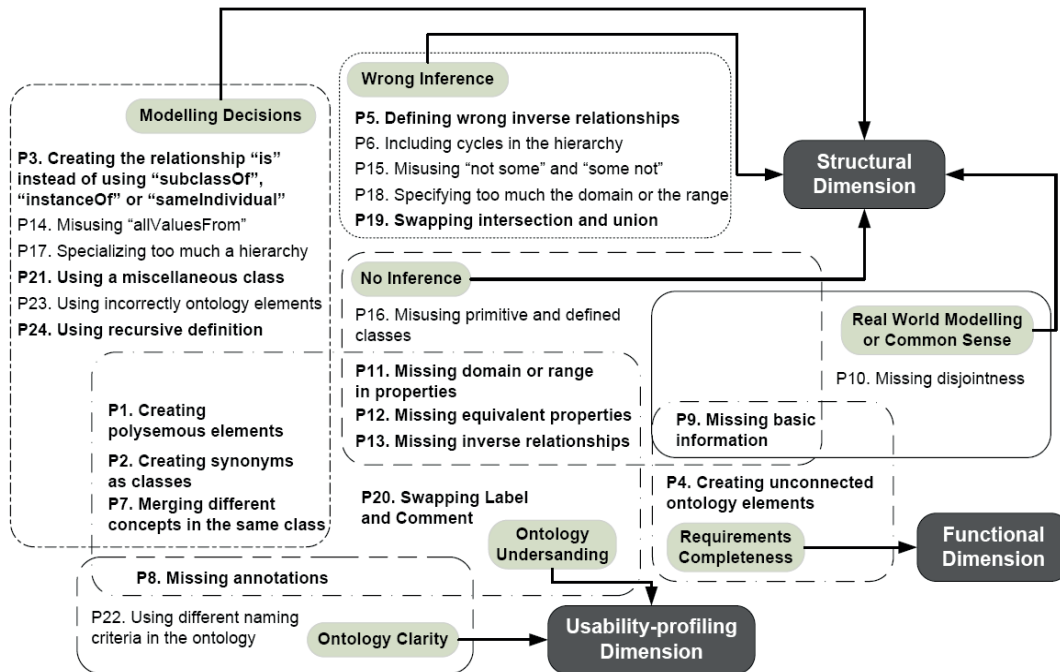 Modelling Decisions
P3. Creating the relationship “is”
instead of using “subclassOf”,
“instanceOf” or “sameIndividual”
P14. Misusing “allValuesFrom”
P17. Specializing too much a hierarchy
P21. Using a miscellaneous class
P23. Using incorrectly ontology elements
P24. Using recursive definition
P1. Creating
polysemous elements
P2. Creating synonyms
as classes
P7. Merging different
concepts in the same class
Wrong Inference
P5. Defining wrong inverse relationships
P6. Including cycles in the hierarchy
P15. Misusing “not some” and “some not”
P18. Specifying too much the domain or the range
P19. Swapping intersection and union
Structural
Dimension
No Inference
P16. Misusing primitive and defined
classes
P11. Missing domain or range
in properties
P12. Missing equivalent properties
P13. Missing inverse relationships
Real World Modelling
or Common Sense
P10. Missing disjointness
P9. Missing basic
information
P4. Creating unconnected
ontology elements
Requirements
Completeness
Functional
Dimension
P20. Swapping Label
and Comment
Ontology
Undersanding
P8. Missing annotations
P22. Using different naming
criteria in the ontology
Ontology Clarity
Usability-profiling
Dimension